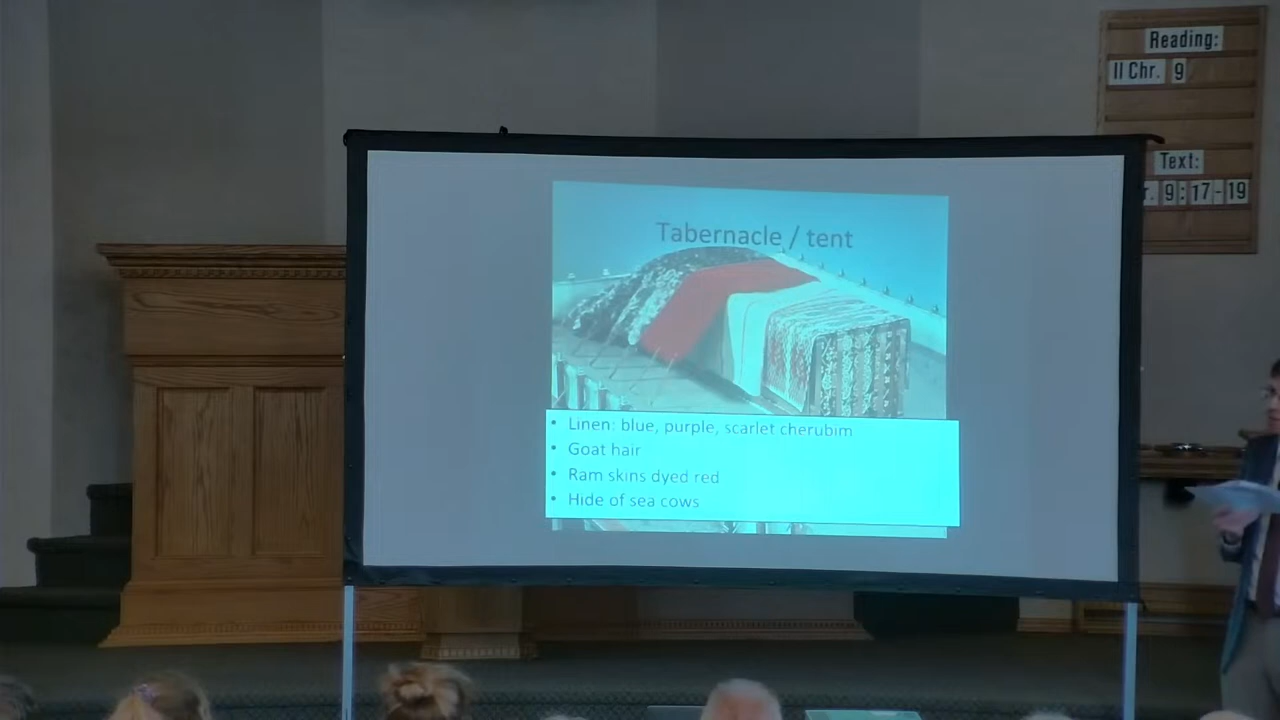 Reading:
II Chr. 9
Text:
r. 9:17-19
Tabernacle / tent
• Linen: blue, purple, scarlet cherubim
• Goat hair
• Ram skins dyed red
• Hide of sea cows